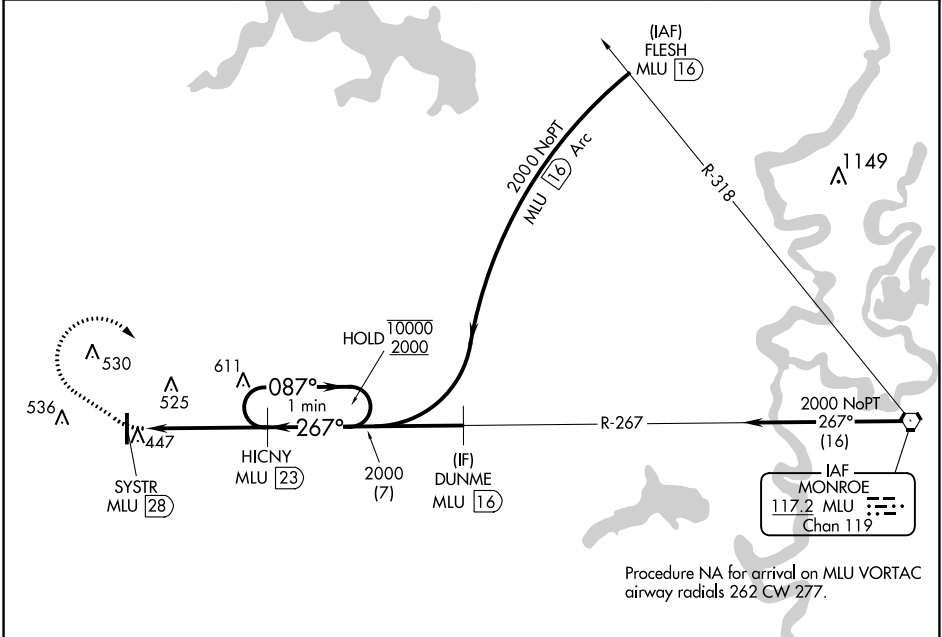 (IAF)
FLESH
MLU 16
2000 NoPT
MLU 16 Arc
R-318
1149
HOLD 10000
2000
530
611
087°
525
1 min
536
267°
447
R-267
2000 NoPT
267°
(16)
HICNY
MLU 23
2000
(7)
(IF)
DUNME
MLU 16
SYSTR
MLU 28
IAF
MONROE
117.2 MLU
Chan 119
Procedure NA for arrival on MLU VORTAC
airway radials 262 CW 277.